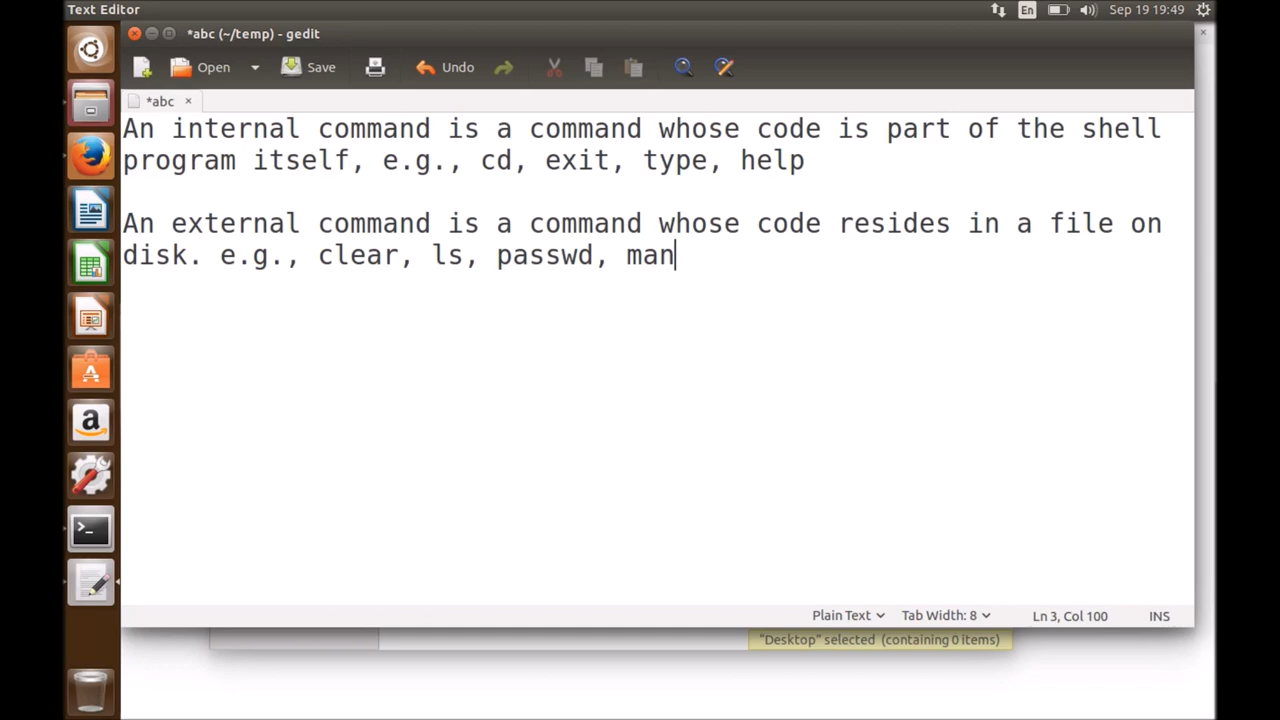 Text Editor
En
Sep 19 19:49
*abc (~/temp) - gedit
Open
Save
Undo
*abc
An internal command is a command whose code is part of the shell
program itself, e.g., cd, exit, type, help
An external command is a command whose code resides in a file on
disk. e.g., clear, ls, passwd, man
Plain Text
Tab Width: 8
Ln 3, Col 100
INS
"Desktop" selected (containing 0 items)